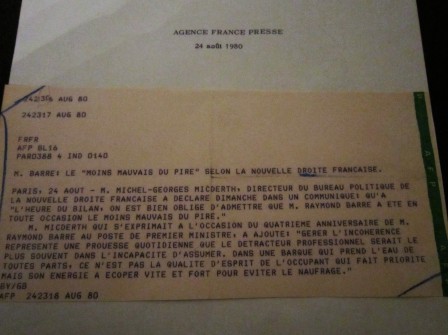 AGENCE FRANCE PRESSE
24 août 1980
242316 AUG 80
242317 AUG 80
FRFR
AFP BL16
PAR0388 4 IND 0140
M. BARRE: LE "MOINS MAUVAIS DU PIRE" SELON LA NOUVELLE DROITE FRANCAISE.
PARIS, 24 AOUT - M. MICHEL-GEORGES MICBERTH, DIRECTEUR DU BUREAU POLITIQUE DE
LA NOUVELLE DROITE FRANCAISE A DECLARE DIMANCHE DANS UN COMMUNIQUE: QU'A
"L'HEURE DU BILAN, ON EST BIEN OBLIGE D'ADMETTRE QUE M. RAYMOND BARRE A ETE EN
TOUTE OCCASION LE MOINS MAUVAIS DU PIRE."
M. MICBERTH QUI S'EXPRIMAIT A L'OCCASION DU QUATRIEME ANNIVERSAIRE DE M.
RAYMOND BARRE AU POSTE DE PREMIER MINISTRE, A AJOUTE: "GERER L'INCOHERENCE
REPRESENTE UNE PROUESSE QUOTIDIENNE QUE LE DETRACTEUR PROFESSIONNEL SERAIT LE
PLUS SOUVENT DANS L'INCAPACITE D'ASSUMER. DANS UNE BARQUE QUI PREND L'EAU DE
TOUTES PARTS, CE N'EST PAS LA QUALITE D'ESPRIT DE L'OCCUPANT QUI FAIT PRIORITE
MAIS SON ENERGIE A ECOPER VITE ET FORT POUR EVITER LE NAUFRAGE."
GV/GB
AFP 242318 AUG 80